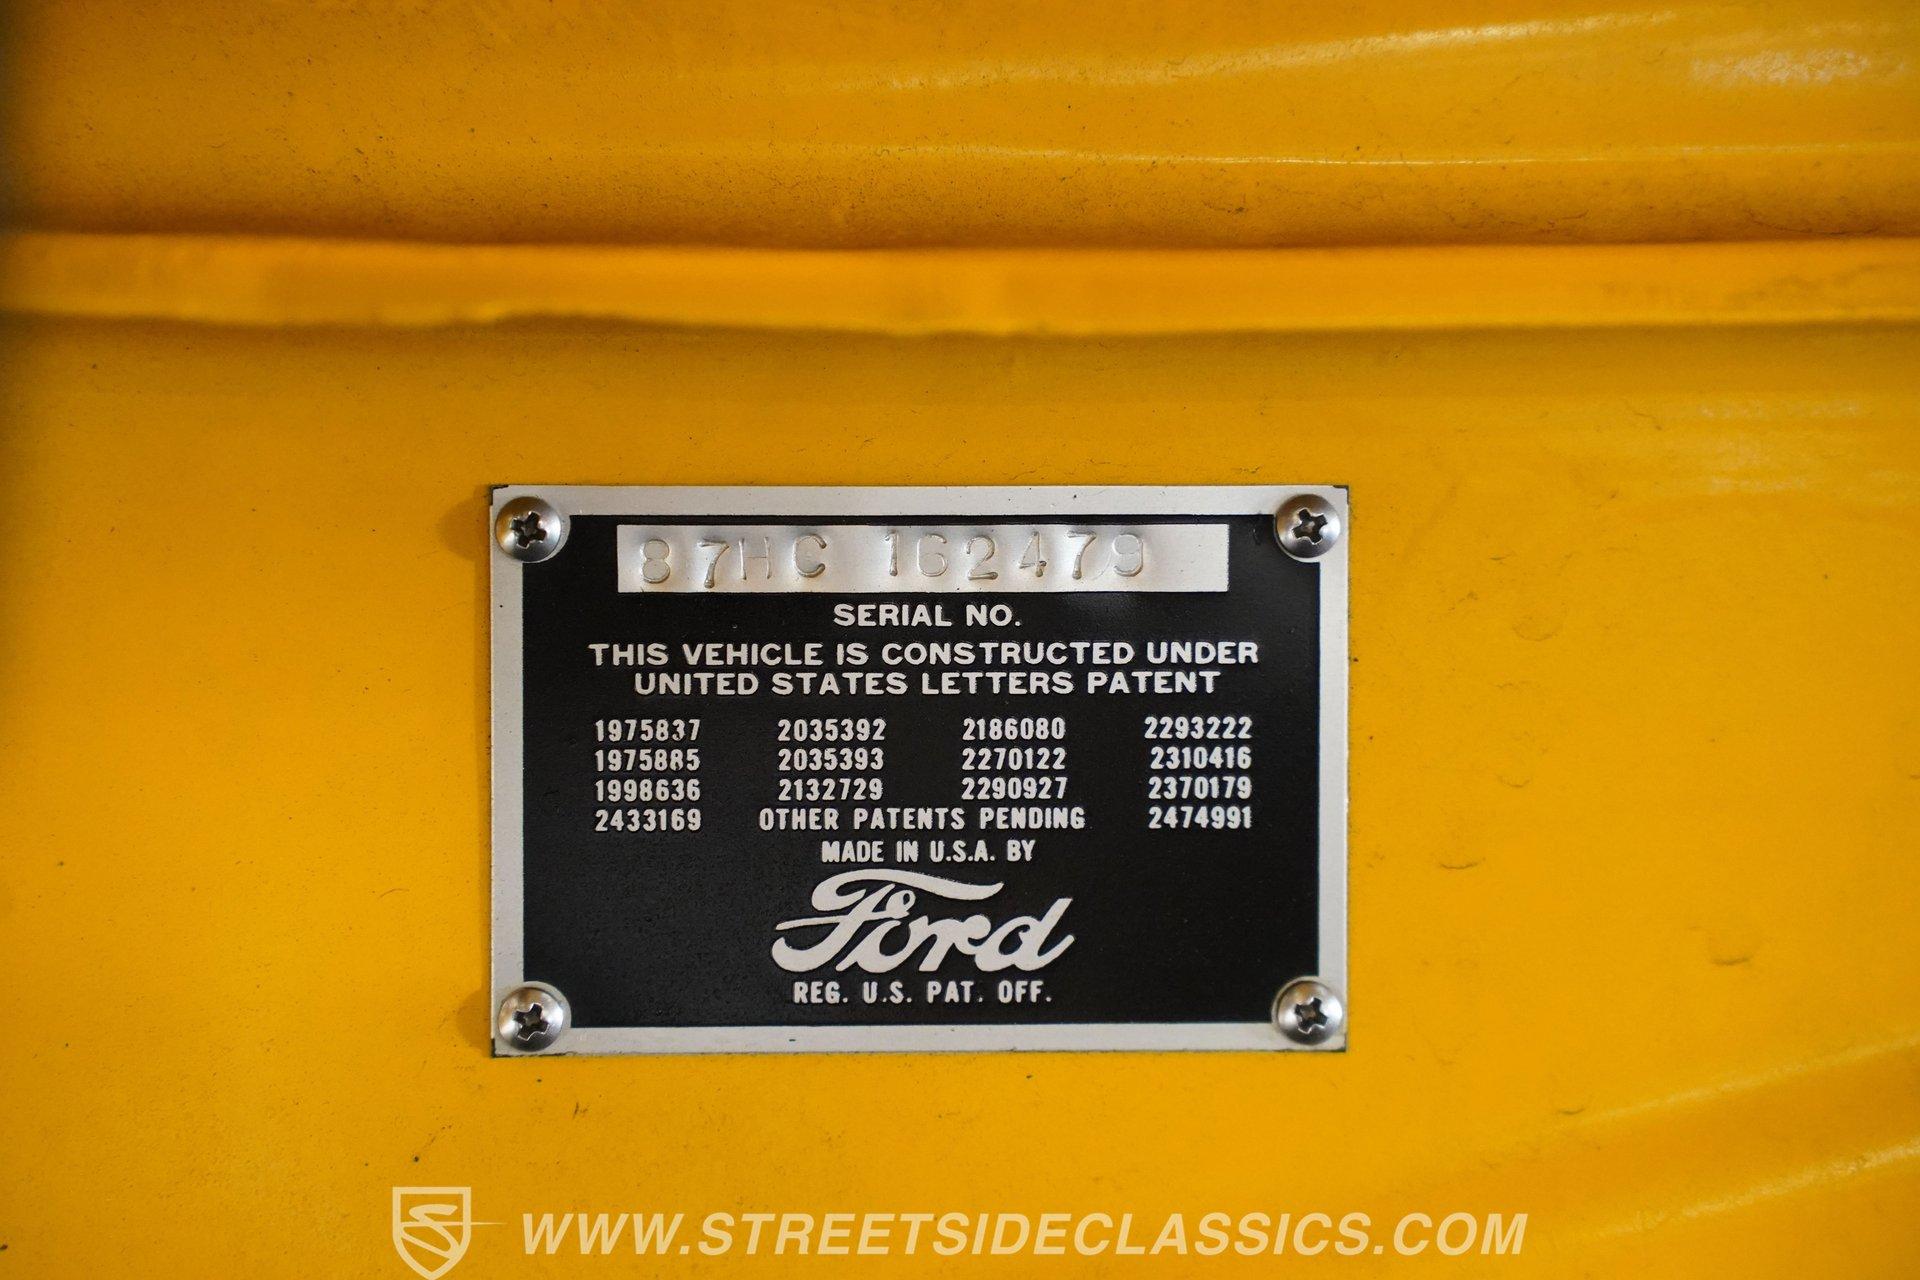 87HC 162479
SERIAL NO.
THIS VEHICLE IS CONSTRUCTED UNDER
UNITED STATES LETTERS PATENT
1975837 2035392 2186080 2293222
1975885 2035393 2270122 2310416
1998636 2132729 2290927 2370179
2433169 OTHER PATENTS PENDING 2474991
MADE IN U.S.A. BY
Ford
REG. U.S. PAT. OFF.
WWW.STREETSIDECLASSICS.COM